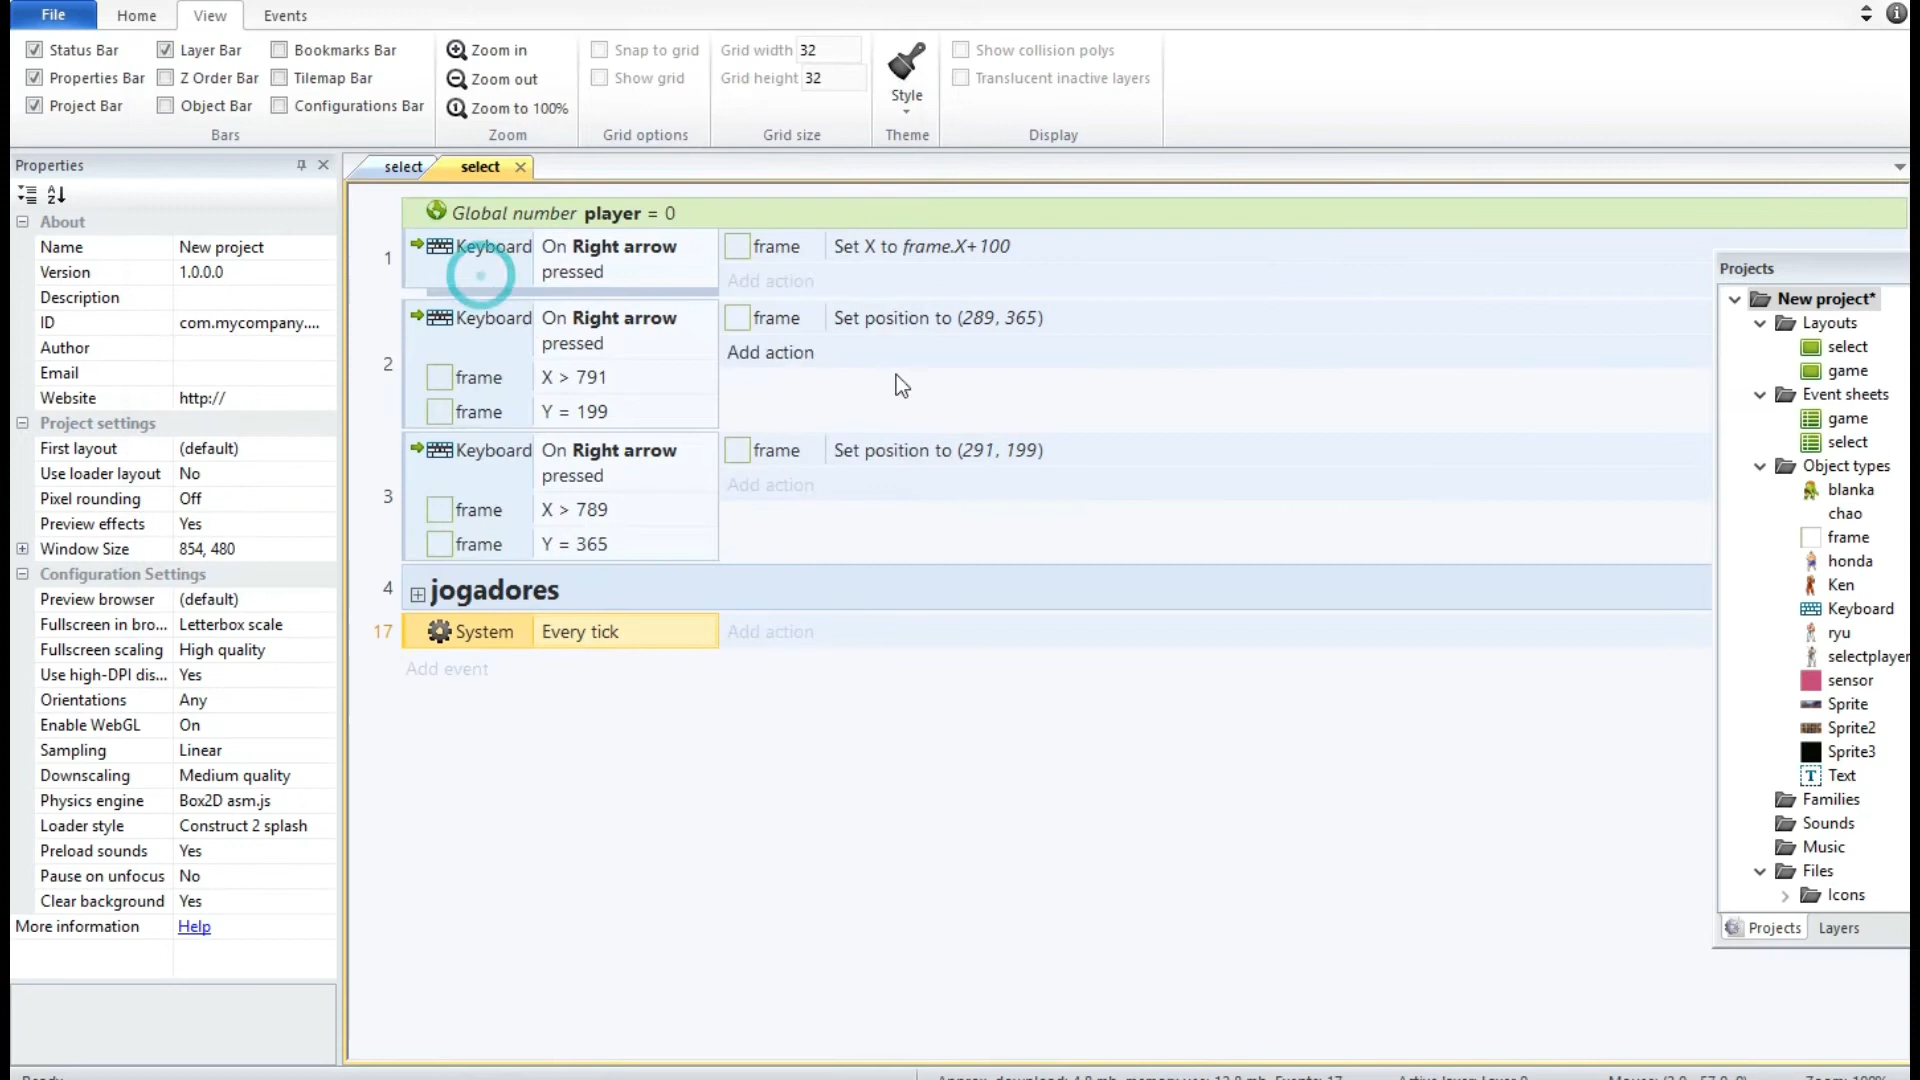 File Home View Events
Status Bar Layer Bar Bookmarks Bar Zoom in Snap to grid Grid width 32 Show collision polys
Properties Bar Z Order Bar Tilemap Bar Zoom out Show grid Grid height 32 Translucent inactive layers
Project Bar Object Bar Configurations Bar Zoom to 100% Style
Bars Zoom Grid options Grid size Theme Display
Properties
select select
About
Name New project
Version 1.0.0.0
Description
ID com.mycompany....
Author
Email
Website http://
Project settings
First layout (default)
Use loader layout No
Pixel rounding Off
Preview effects Yes
Window Size 854, 480
Configuration Settings
Preview browser (default)
Fullscreen in bro... Letterbox scale
Fullscreen scaling High quality
Use high-DPI dis... Yes
Orientations Any
Enable WebGL On
Sampling Linear
Downscaling Medium quality
Physics engine Box2D asm.js
Loader style Construct 2 splash
Preload sounds Yes
Pause on unfocus No
Clear background Yes
More information Help
Global number player = 0
1 Keyboard On Right arrow pressed frame Set X to frame.X+100
Add action
2 Keyboard On Right arrow pressed frame Set position to (289, 365)
Add action
frame X > 791
frame Y = 199
3 Keyboard On Right arrow pressed frame Set position to (291, 199)
Add action
frame X > 789
frame Y = 365
4 jogadores
17 System Every tick Add action
Add event
Projects
New project*
Layouts
select
game
Event sheets
game
select
Object types
blanka
chao
frame
honda
Ken
Keyboard
ryu
selectplayer
sensor
Sprite
Sprite2
Sprite3
T Text
Families
Sounds
Music
Files
Icons
Projects Layers